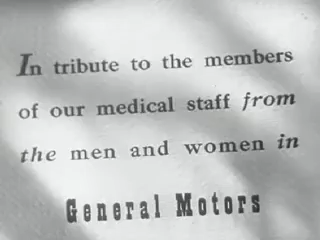 In tribute to the members
of our medical staff from
the men and women in
General Motors